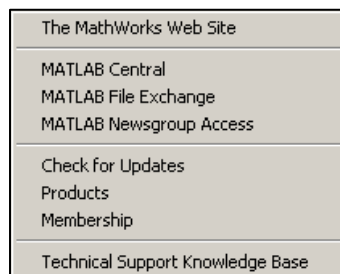 The MathWorks Web Site
MATLAB Central
MATLAB File Exchange
MATLAB Newsgroup Access
Check for Updates
Products
Membership
Technical Support Knowledge Base